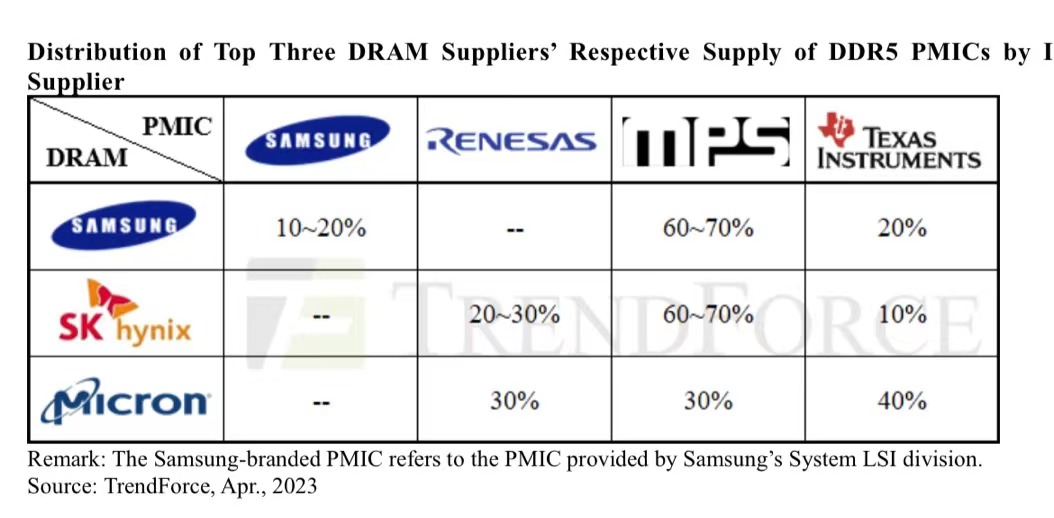 Distribution of Top Three DRAM Suppliers’ Respective Supply of DDR5 PMICs by I
Supplier
PMIC
DRAM
SAMSUNG
RENESAS
mPS
TEXAS
INSTRUMENTS
SAMSUNG
10~20%
--
60~70%
20%
SK hynix
--
20~30%
60~70%
10%
Micron
--
30%
30%
40%
TRENDFORCE
Remark: The Samsung-branded PMIC refers to the PMIC provided by Samsung’s System LSI division.
Source: TrendForce, Apr., 2023